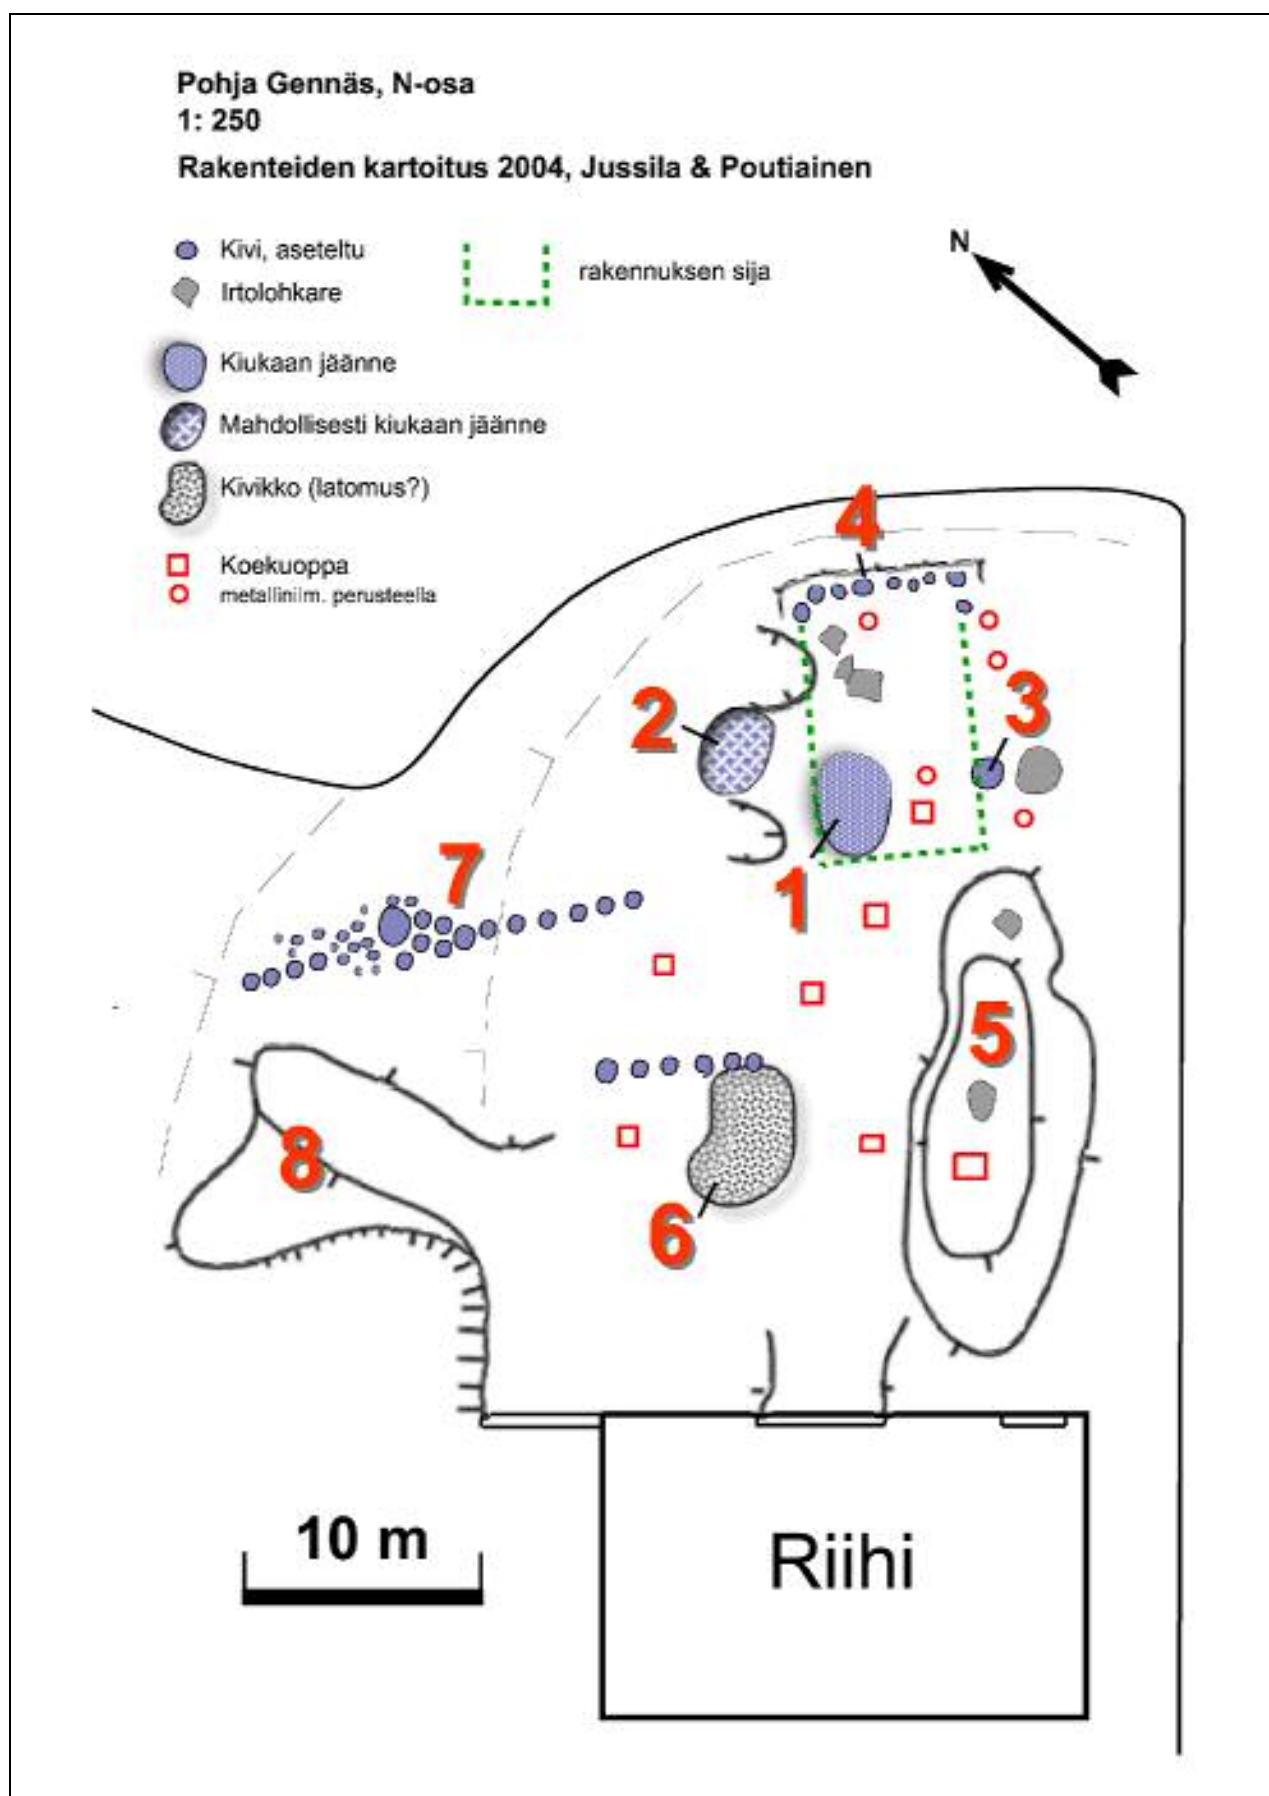 Pohja Gennäs, N-osa
1: 250
Rakenteiden kartoitus 2004, Jussila & Poutiainen
Kivi, aseteltu
Irtolohkare
rakennuksen sija
N
Kiukaan jäänne
Mahdollisesti kiukaan jäänne
Kivikko (latomus?)
Koekuoppa
metalliniIm. perusteella
4
2
3
7
1
5
8
6
10 m
Riihi